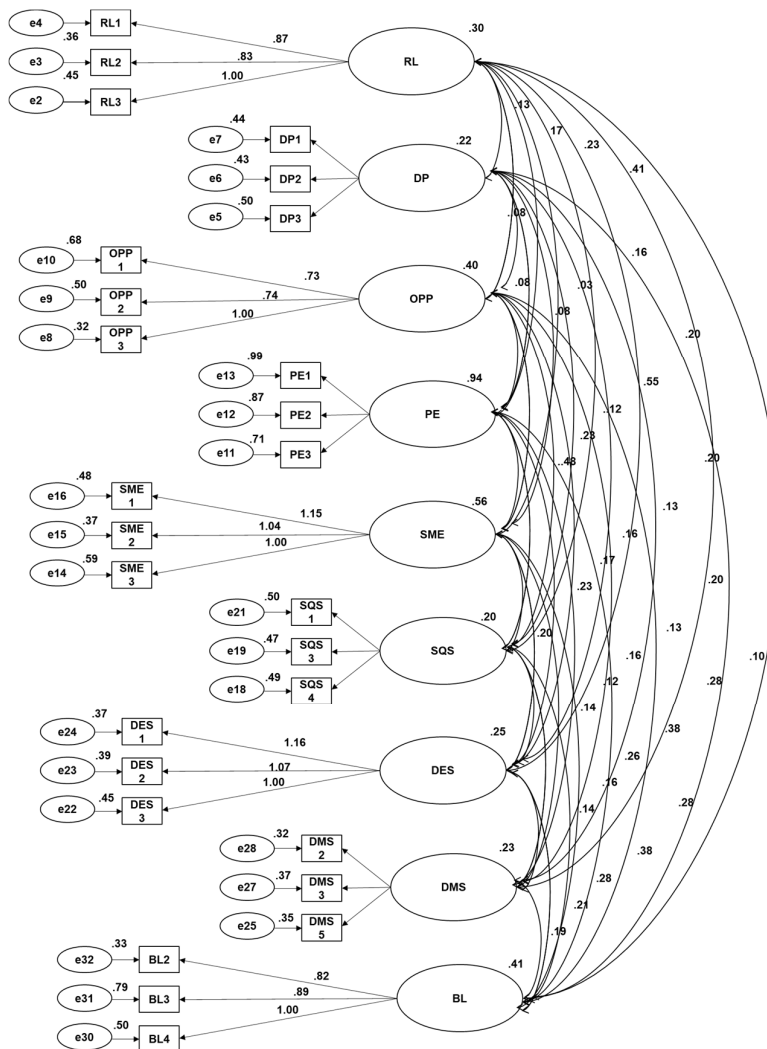 e4
RL1
.87
.30
.36
e3
RL2
.83
RL
.45
1.00
e2
RL3
.13
.17
.23
.41
.44
e7
DP1
.22
.43
e6
DP2
DP
.50
e5
DP3
.08
.16
.68
e10
OPP
1
.73
.40
.50
e9
OPP
2
.74
OPP
.08
.03
.32
e8
OPP
3
1.00
.08
.20
.99
e13
PE1
.94
.55
.87
e12
PE2
PE
.12
.71
e11
PE3
.23
.48
.20
.48
e16
SME
1
1.15
.56
.13
.37
e15
SME
2
1.04
SME
.16
.59
e14
SME
3
1.00
.17
.23
.20
.50
e21
SQS
1
.20
.20
.13
.47
e19
SQS
3
SQS
.16
.10
.49
e18
SQS
4
.12
.28
.14
.37
e24
DES
1
1.16
.25
.38
.39
e23
DES
2
1.07
DES
.26
.45
e22
DES
3
1.00
.16
.14
.28
.32
e28
DMS
2
.23
.38
.37
e27
DMS
3
DMS
.28
.35
e25
DMS
5
.21
.19
.33
e32
BL2
.82
.41
.79
e31
BL3
.89
BL
.50
e30
BL4
1.00